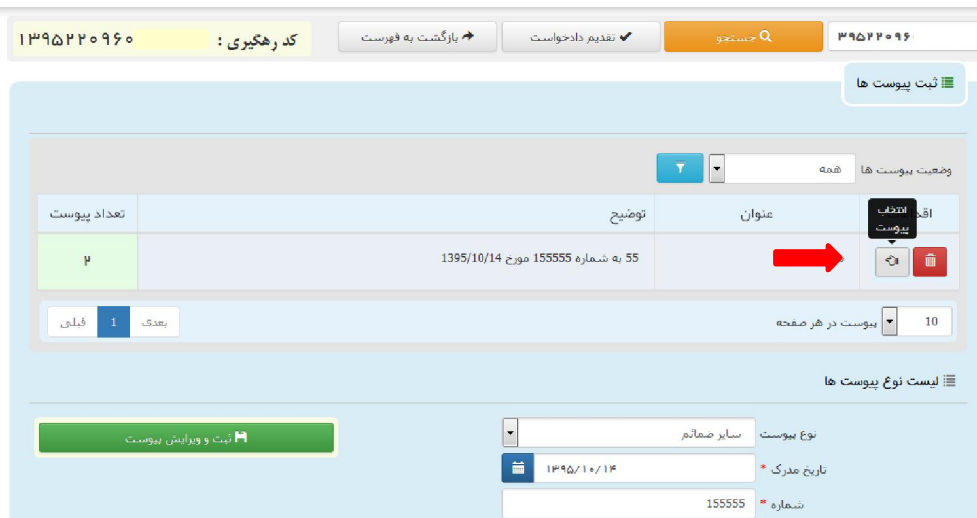 ۳۹۵۲۲۰۹۶
جستجو
تقدیم دادخواست
بازگشت به فهرست
کد رهگیری : ۱۳۹۵۲۲۰۹۶۰
ثبت پیوست ها
وضعیت پیوست ها همه
عنوان توضیح تعداد پیوست
انتخاب
پیوست
55 به شماره 155555 مورخ 1395/10/14 ۲
10 پیوست در هر صفحه
بعدی 1 قبلی
لیست نوع پیوست ها
نوع پیوست سایر ضمائم
ثبت و ویرایش پیوست
تاریخ مدرک * ۱۳۹۵/۱۰/۱۴
شماره * 155555